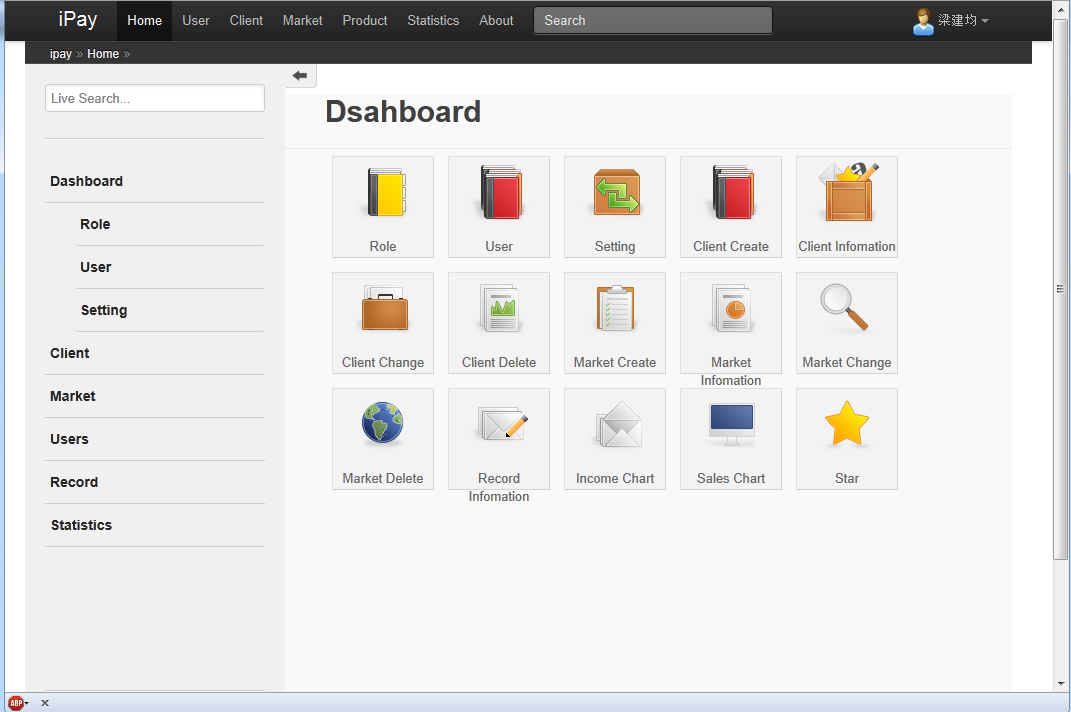 iPay Home User Client Market Product Statistics About Search 梁建均
ipay » Home »
Live Search...
Dashboard
Role
User
Setting
Client
Market
Users
Record
Statistics
Dsahboard
Role User Setting Client Create Client Infomation
Client Change Client Delete Market Create Market Infomation Market Change
Market Delete Record Infomation Income Chart Sales Chart Star
ABP